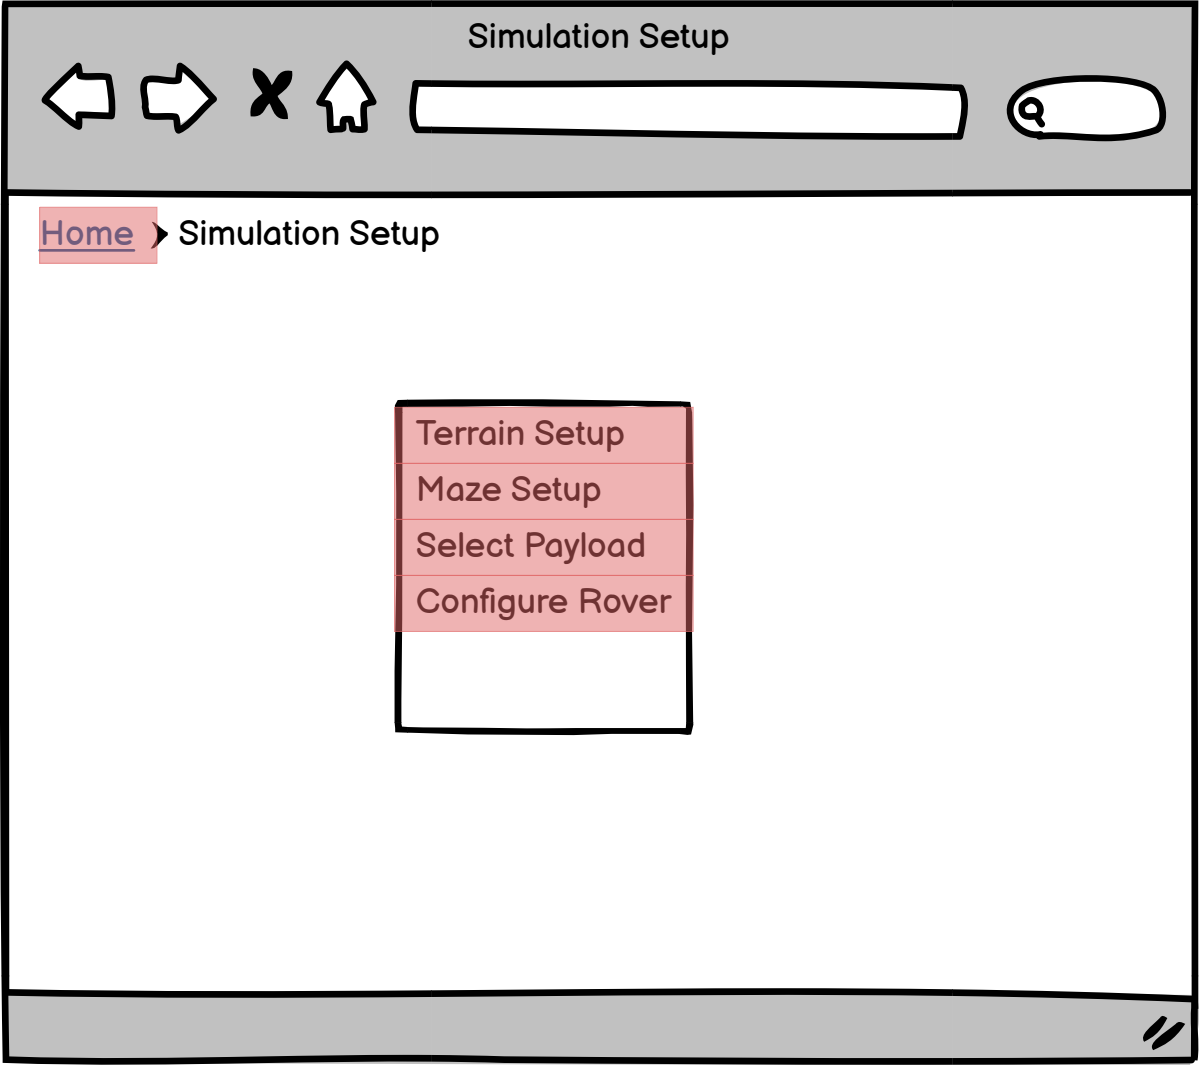 Simulation Setup
Home Simulation Setup
Terrain Setup
Maze Setup
Select Payload
Configure Rover